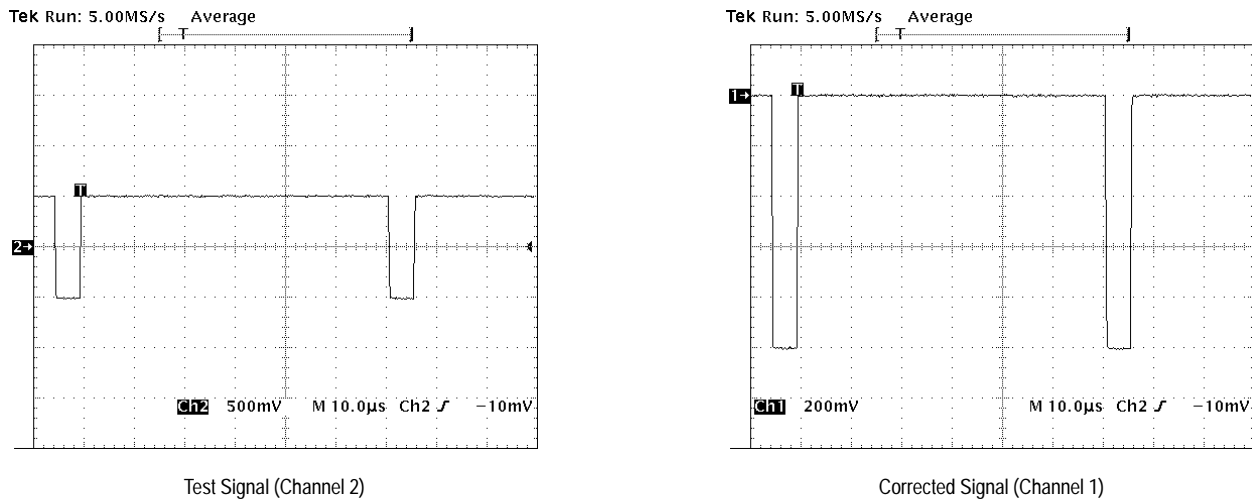 Tek Run: 5.00MS/s Average
T
T
2→
Ch2 500mV M 10.0µs Ch2 −10mV
Test Signal (Channel 2)
Tek Run: 5.00MS/s Average
T
1→
T
Ch1 200mV M 10.0µs Ch2 −10mV
Corrected Signal (Channel 1)